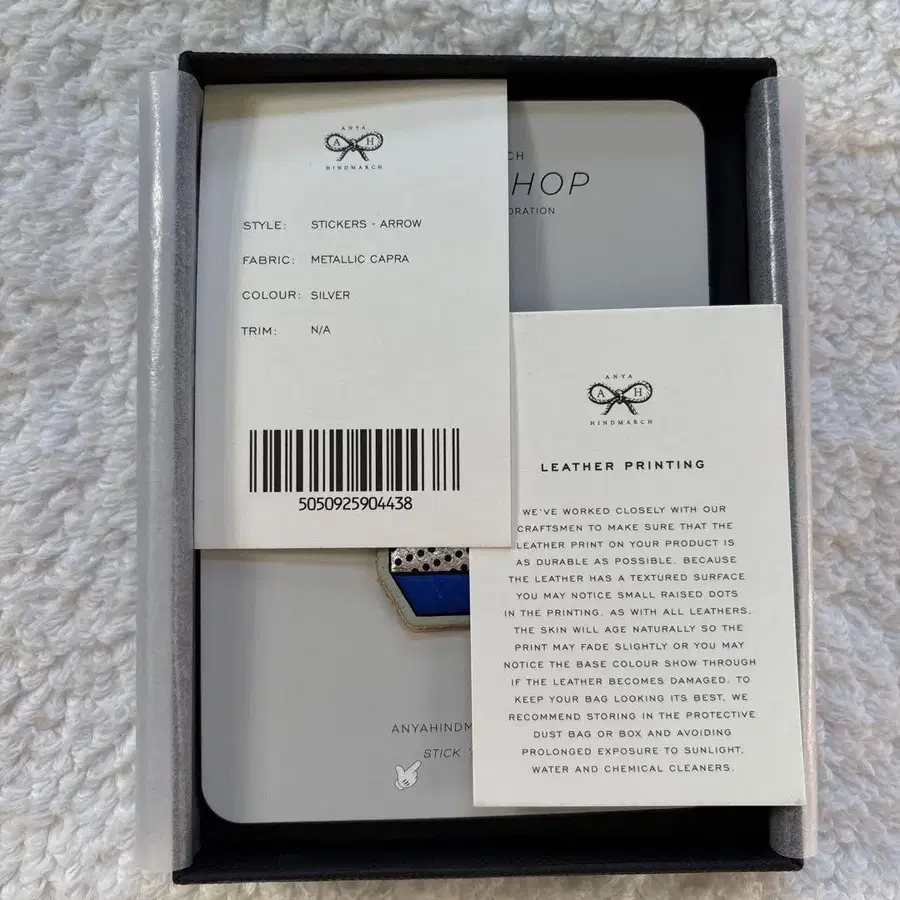 ANYA
A H
HINDMARCH
STYLE: STICKERS - ARROW
FABRIC: METALLIC CAPRA
COLOUR: SILVER
TRIM: N/A
5050925904438
CH
HOP
ORATION
ANYA
A H
HINDMARCH
LEATHER PRINTING
WE'VE WORKED CLOSELY WITH OUR
CRAFTSMEN TO MAKE SURE THAT THE
LEATHER PRINT ON YOUR PRODUCT IS
AS DURABLE AS POSSIBLE. BECAUSE
THE LEATHER HAS A TEXTURED SURFACE
YOU MAY NOTICE SMALL RAISED DOTS
IN THE PRINTING. AS WITH ALL LEATHERS,
THE SKIN WILL AGE NATURALLY SO THE
PRINT MAY FADE SLIGHTLY OR YOU MAY
NOTICE THE BASE COLOUR SHOW THROUGH
IF THE LEATHER BECOMES DAMAGED. TO
KEEP YOUR BAG LOOKING ITS BEST, WE
RECOMMEND STORING IN THE PROTECTIVE
DUST BAG OR BOX AND AVOIDING
PROLONGED EXPOSURE TO SUNLIGHT,
WATER AND CHEMICAL CLEANERS.
ANYAHINDM
STICK